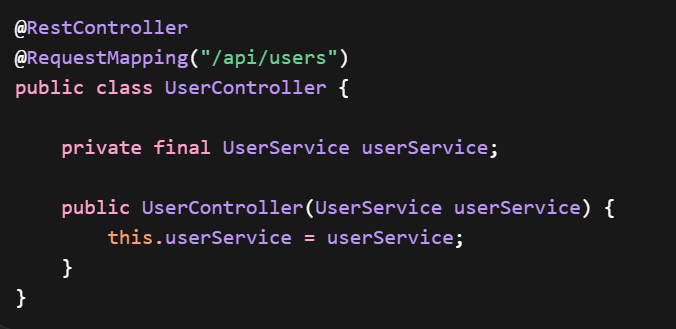 @RestController
@RequestMapping("/api/users")
public class UserController {
private final UserService userService;
public UserController(UserService userService) {
this.userService = userService;
}
}